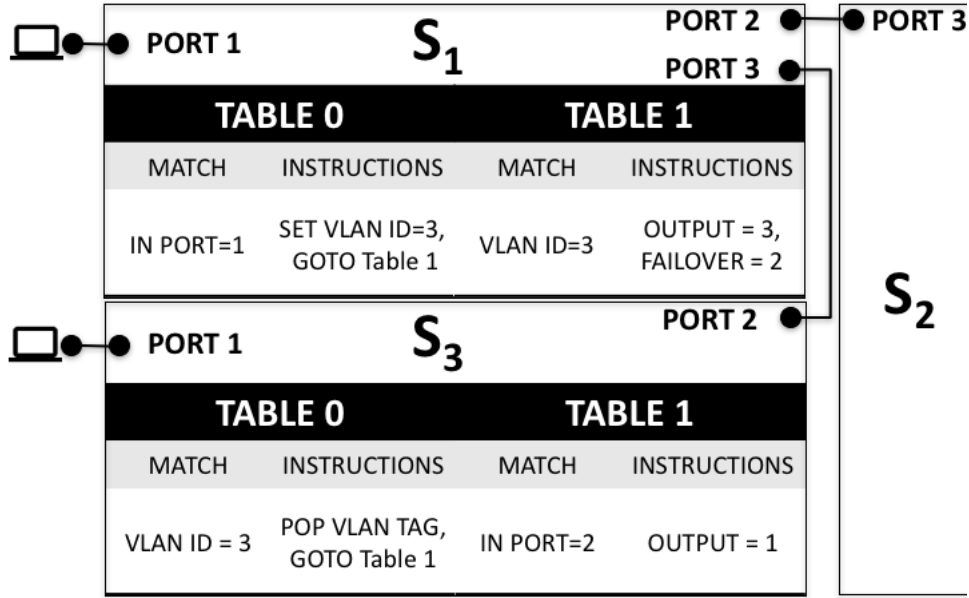 PORT 1
S1
PORT 2
PORT 3
PORT 3
TABLE 0
TABLE 1
MATCH
INSTRUCTIONS
MATCH
INSTRUCTIONS
IN PORT=1
SET VLAN ID=3,
GOTO Table 1
VLAN ID=3
OUTPUT = 3,
FAILOVER = 2
S2
PORT 1
S3
PORT 2
TABLE 0
TABLE 1
MATCH
INSTRUCTIONS
MATCH
INSTRUCTIONS
VLAN ID = 3
POP VLAN TAG,
GOTO Table 1
IN PORT=2
OUTPUT = 1